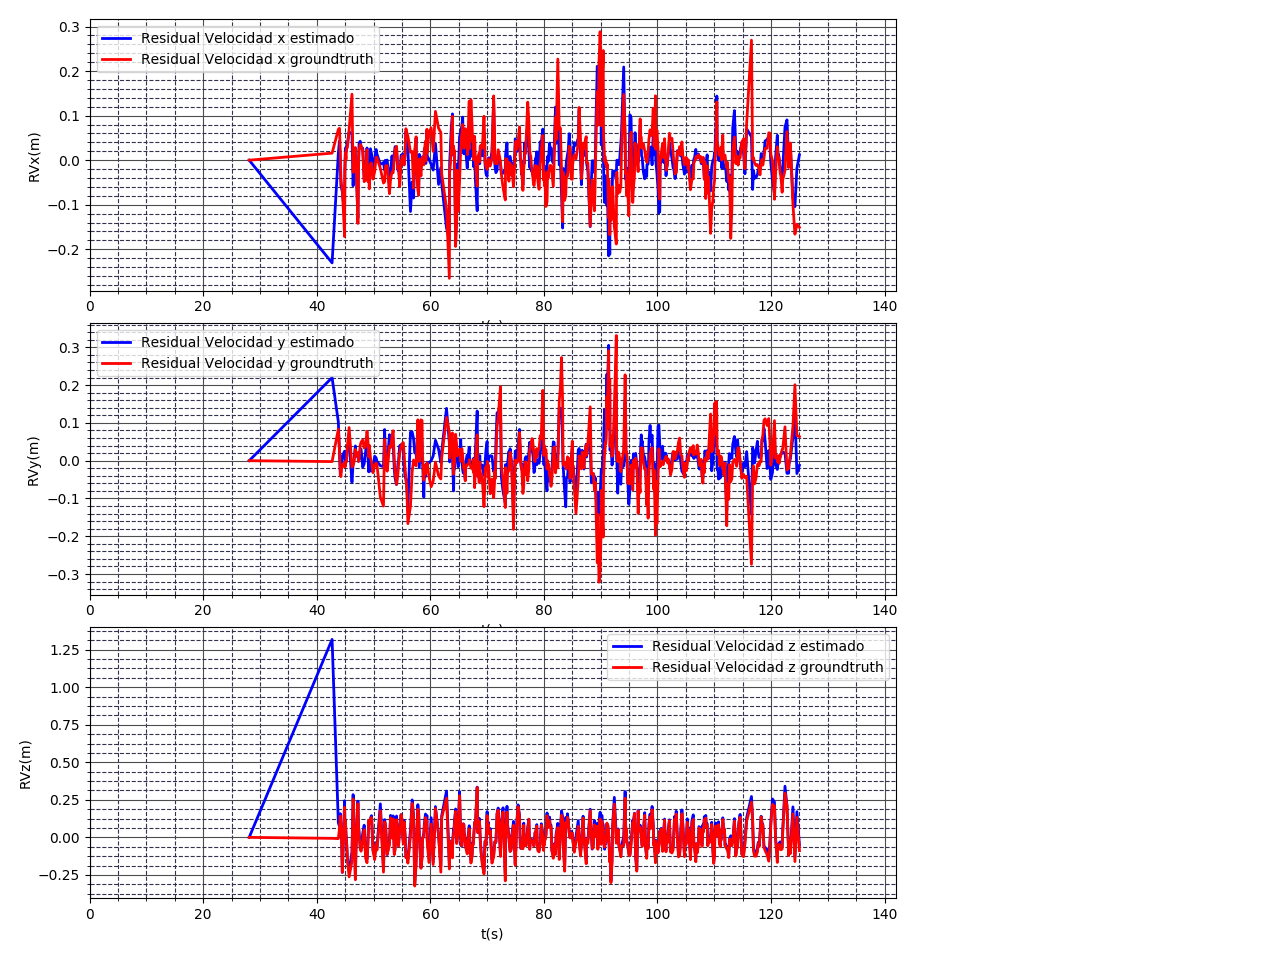 0.3
0.2
0.1
0.0
−0.1
−0.2
RVx(m)
Residual Velocidad x estimado
Residual Velocidad x groundtruth
0 20 40 60 80 100 120 140
0.3
0.2
0.1
0.0
−0.1
−0.2
−0.3
RVy(m)
Residual Velocidad y estimado
Residual Velocidad y groundtruth
0 20 40 60 80 100 120 140
1.25
1.00
0.75
0.50
0.25
0.00
−0.25
RVz(m)
Residual Velocidad z estimado
Residual Velocidad z groundtruth
0 20 40 60 80 100 120 140
t(s)